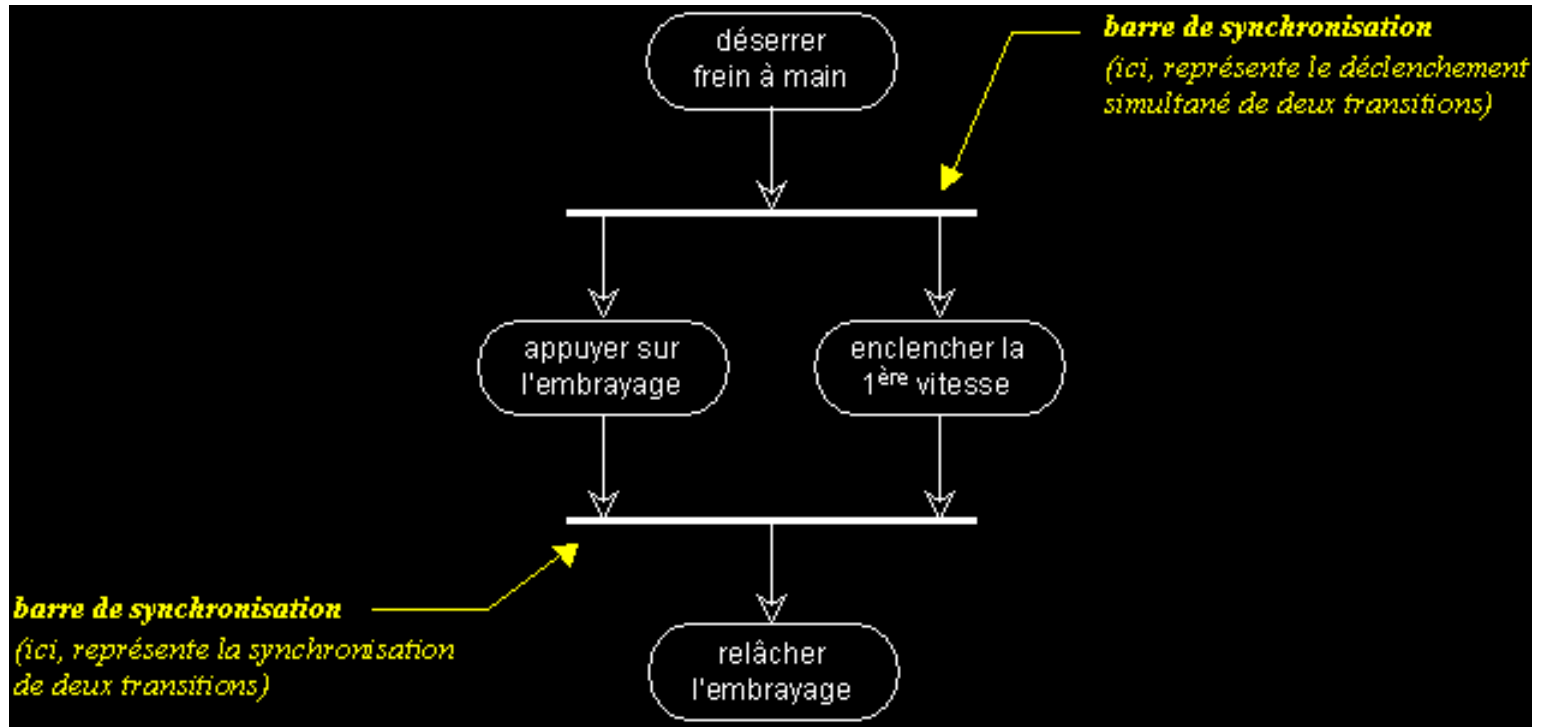 déserrer
frein à main
barre de synchronisation
(ici, représente le déclenchement
simultané de deux transitions)
appuyer sur
l'embrayage
enclencher la
1ère vitesse
barre de synchronisation
(ici, représente la synchronisation
de deux transitions)
relâcher
l'embrayage